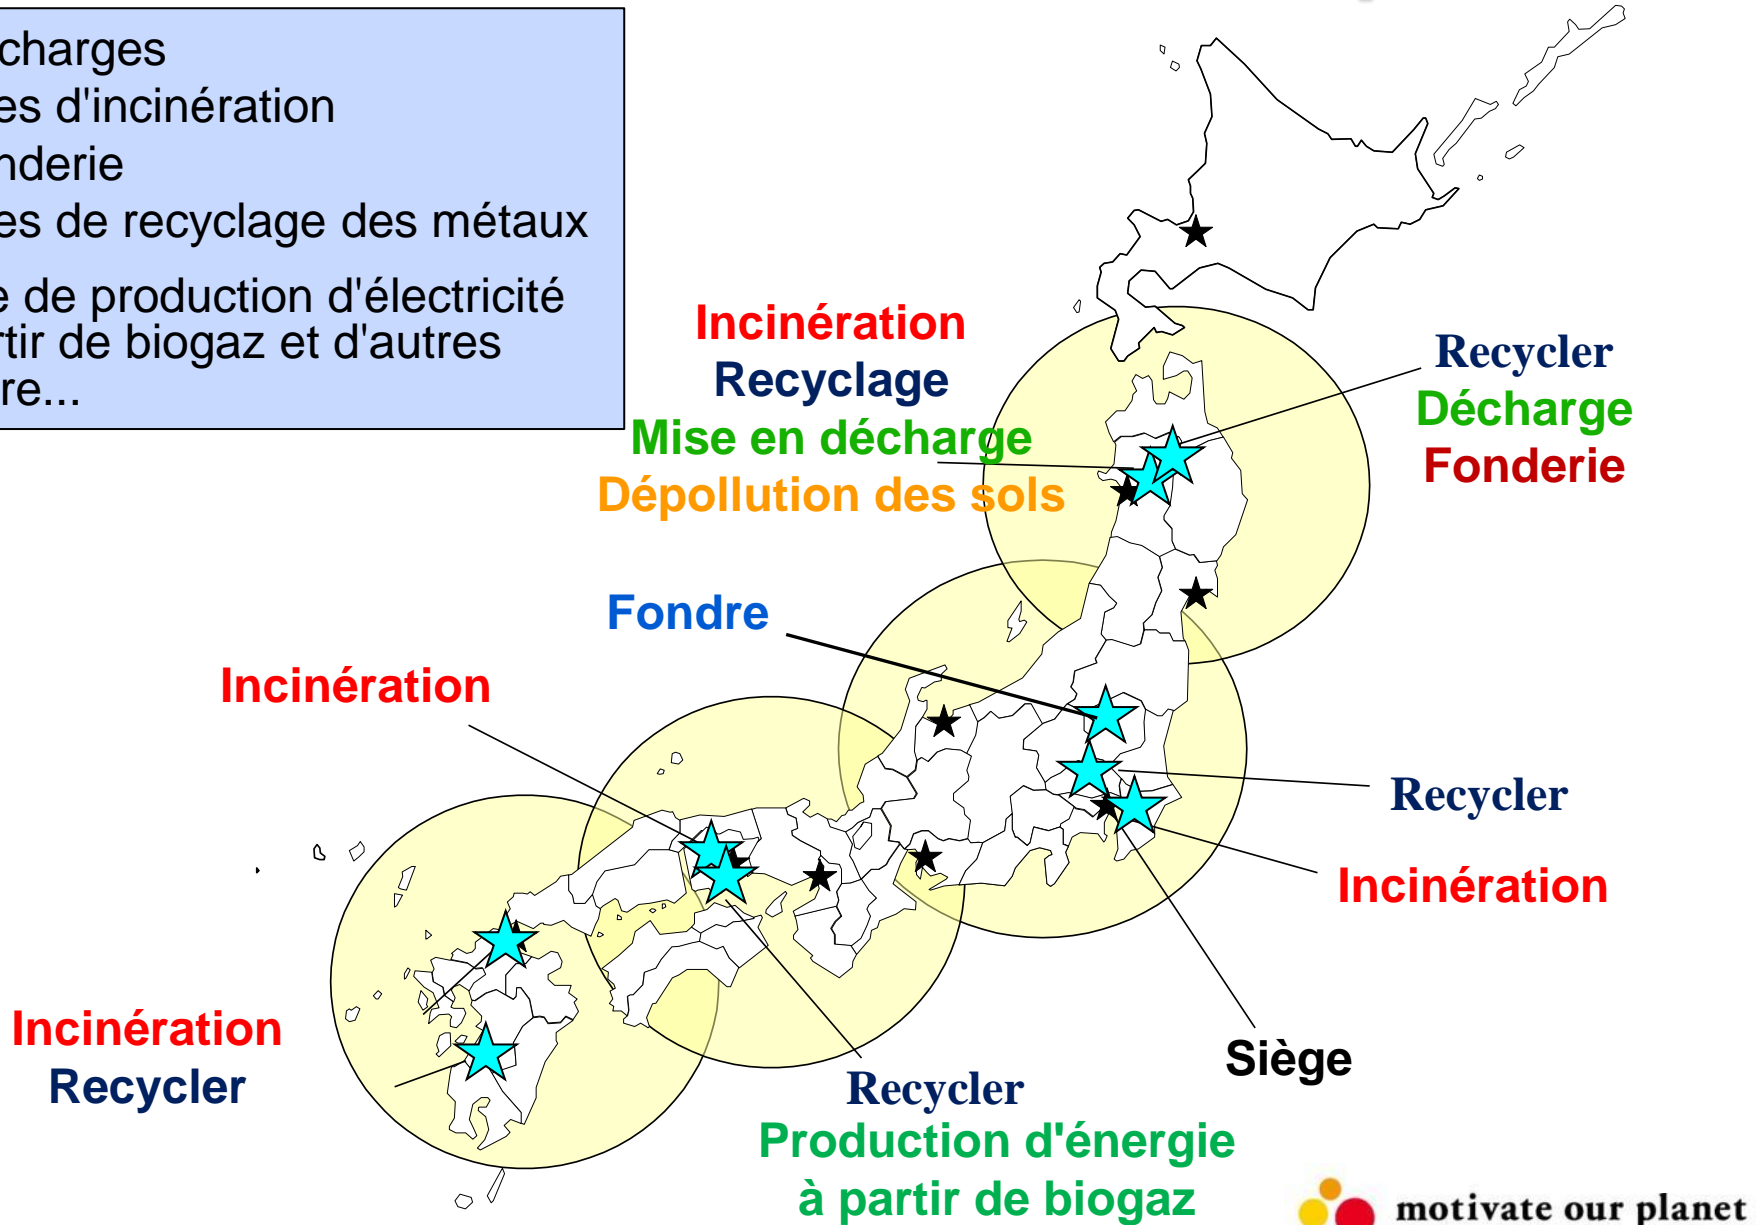 charges
es d'incinération
nderie
es de recyclage des métaux
e de production d'électricité
rtir de biogaz et d'autres
re...
Incinération
Recyclage
Mise en décharge
Dépollution des sols
Recycler
Décharge
Fonderie
Fondre
Incinération
Recycler
Incinération
Incinération
Recycler
Siège
Recycler
Production d'énergie
à partir de biogaz
motivate our planet